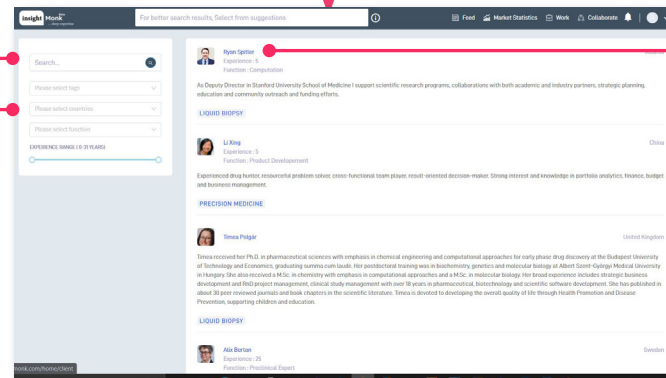 insight Monk Beta
For better search results, Select from suggestions
Feed Market Statistics Work Collaborate
Search...
Please select tags
Please select countries
Please select function
EXPERIENCE RANGE ( 0-31 YEARS)
Ryan Spitler
Experience : 5
Function : Computation
As Deputy Director in Stanford University School of Medicine I support scientific research programs, collaborations with both academic and industry partners, strategic planning,
education and community outreach and funding efforts.
LIQUID BIOPSY
Li Xing
China
Experience : 5
Function : Product Developement
Experienced drug hunter, resourceful problem solver, cross-functional team player, result-oriented decision-maker. Strong interest and knowledge in portfolio analytics, finance, budget
and business management.
PRECISION MEDICINE
Timea Polgár
United Kingdom
Timea received her Ph.D. in pharmaceutical sciences with emphasis in chemical engineering and computational approaches for early phase drug discovery at the Budapest University
of Technology and Economics, graduating summa cum laude. Her postdoctoral training was in biochemistry, genetics and molecular biology at Albert Szent-Györgyi Medical University
in Hungary. She also received a M.Sc. in chemistry with emphasis in computational approaches and a M.Sc. in molecular biology. Her broad experience includes strategic business
development and RnD project management, clinical study management with over 18 years in pharmaceutical, biotechnology and scientific software development. She has published in
about 30 peer reviewed journals and book chapters in the scientific literature. Timea is devoted to developing the overall quality of life through Health Promotion and Disease
Prevention, supporting children and education.
LIQUID BIOPSY
Alix Berton
Sweden
Experience : 25
Function : Preclinical Expert
monk.com/home/client